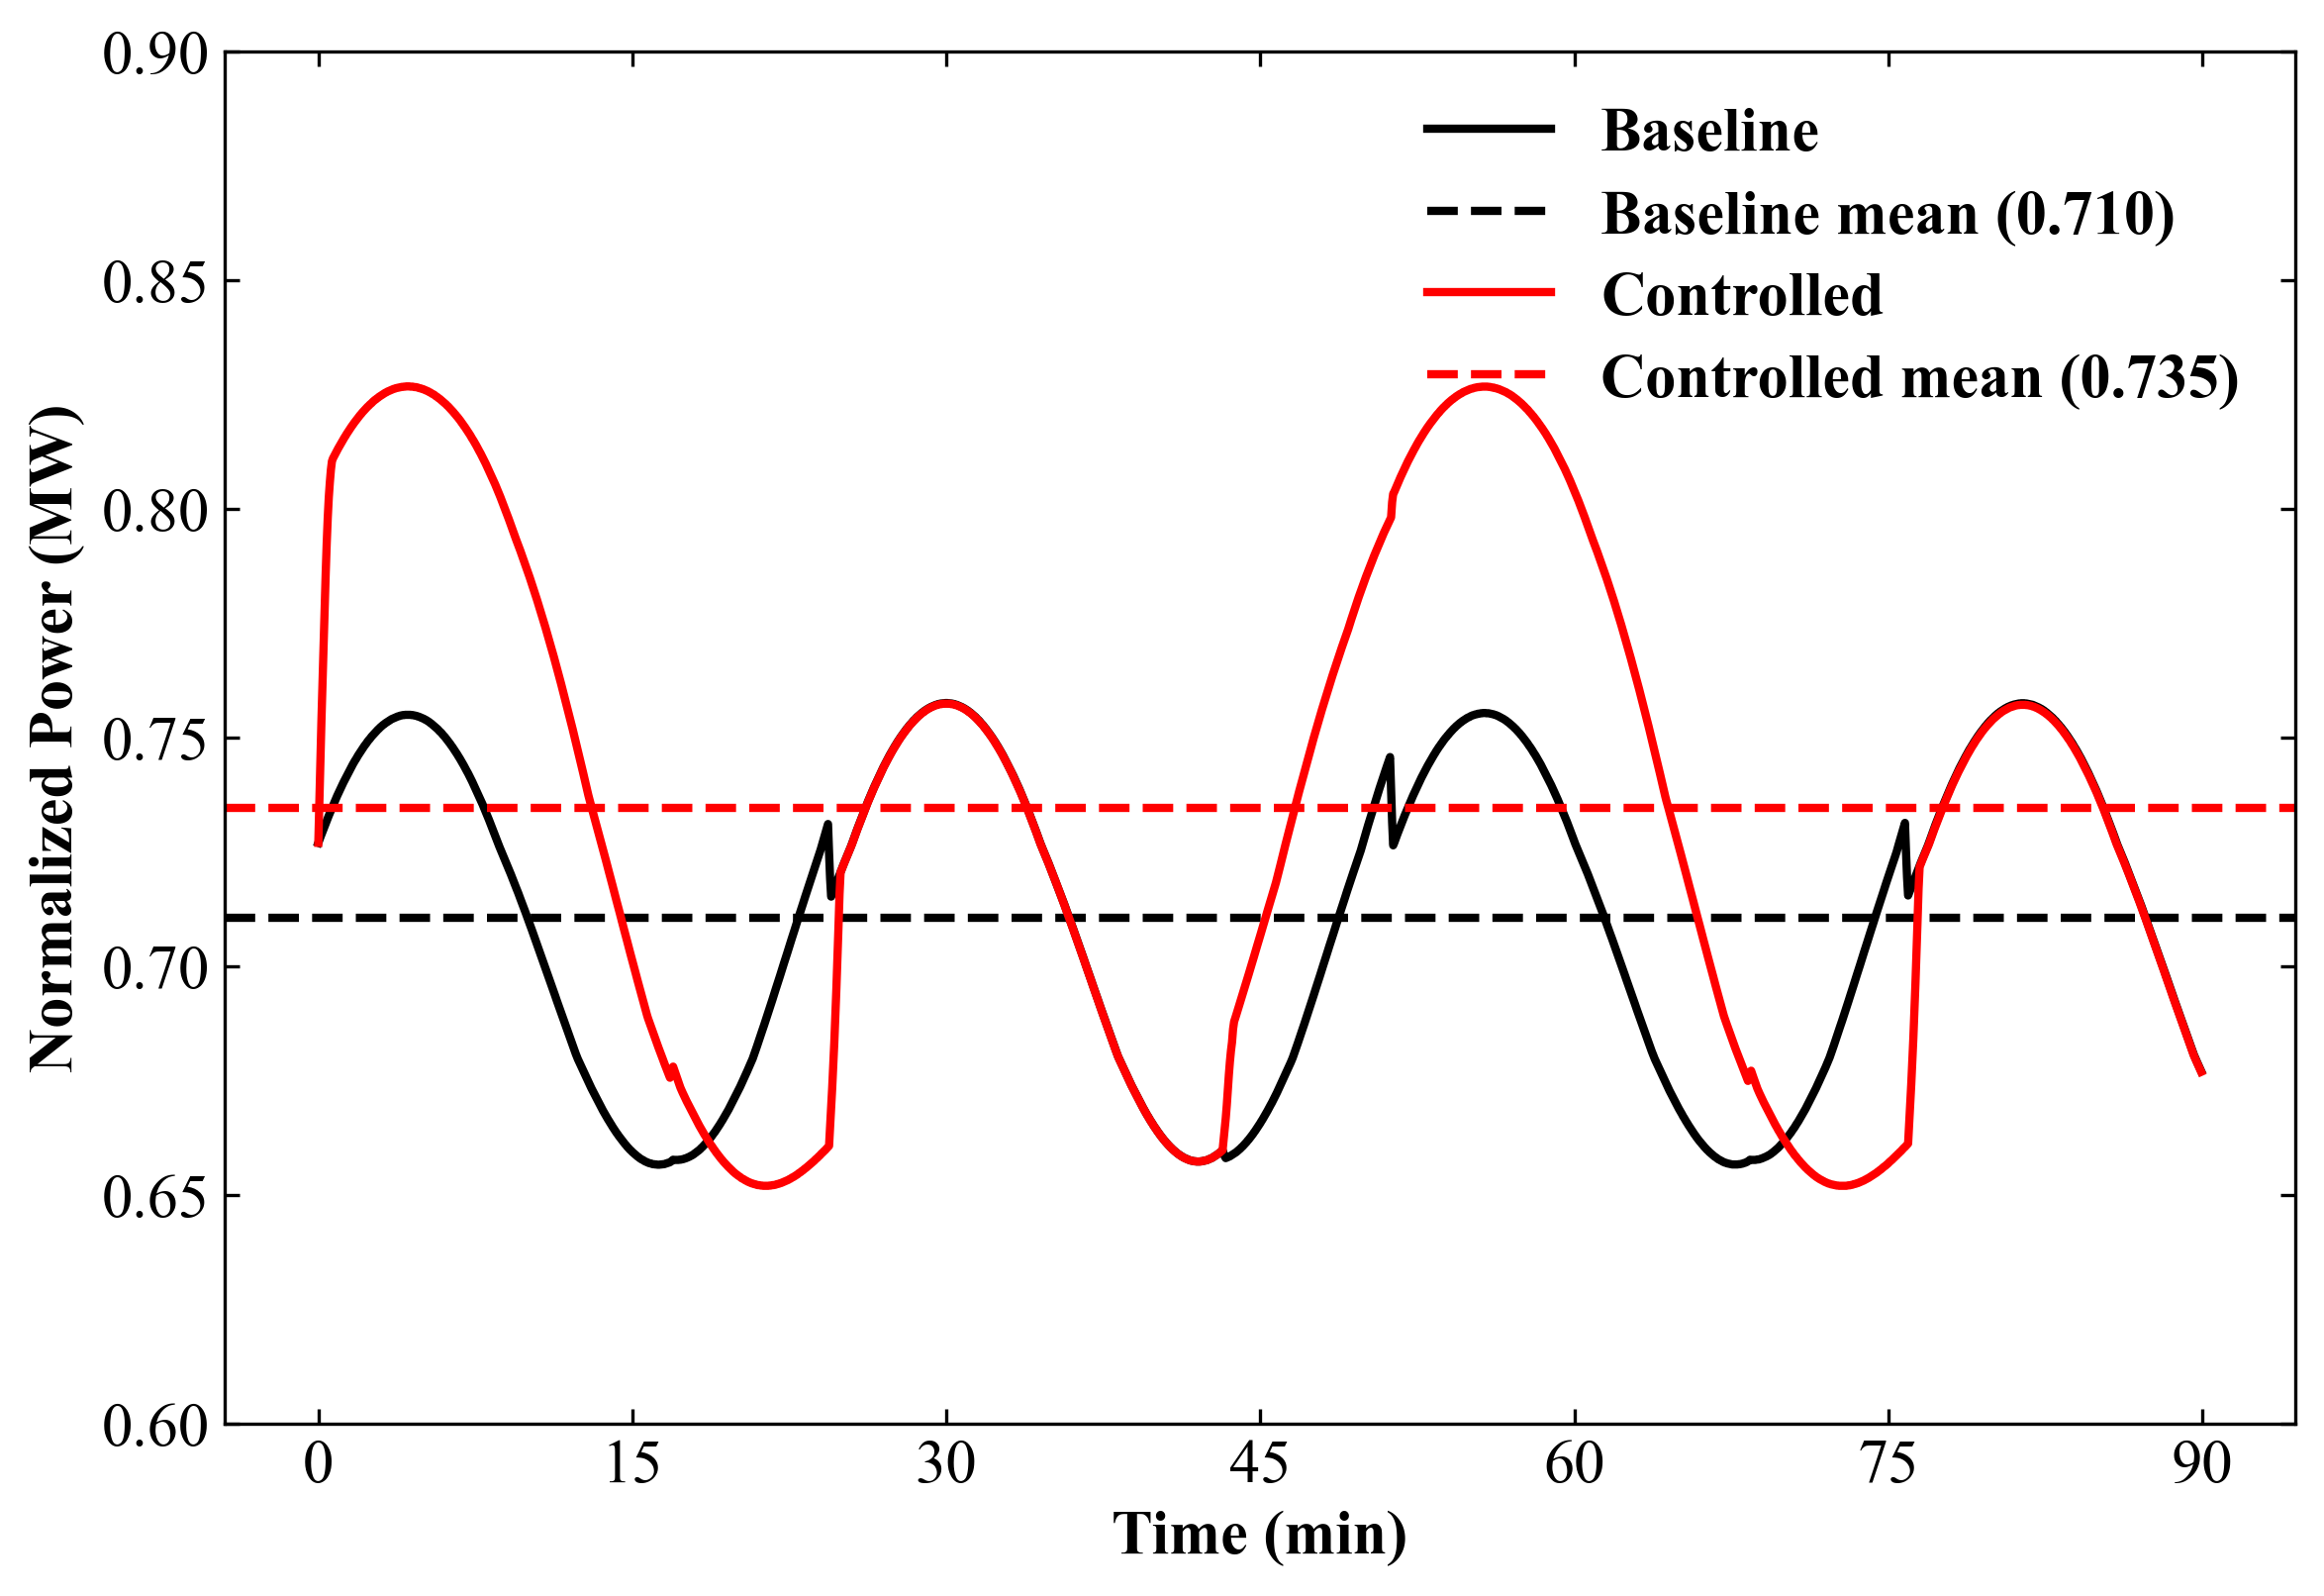 0.90
0.85
0.80
0.75
0.70
0.65
0.60
Normalized Power (MW)
Baseline
Baseline mean (0.710)
Controlled
Controlled mean (0.735)
0 15 30 45 60 75 90
Time (min)